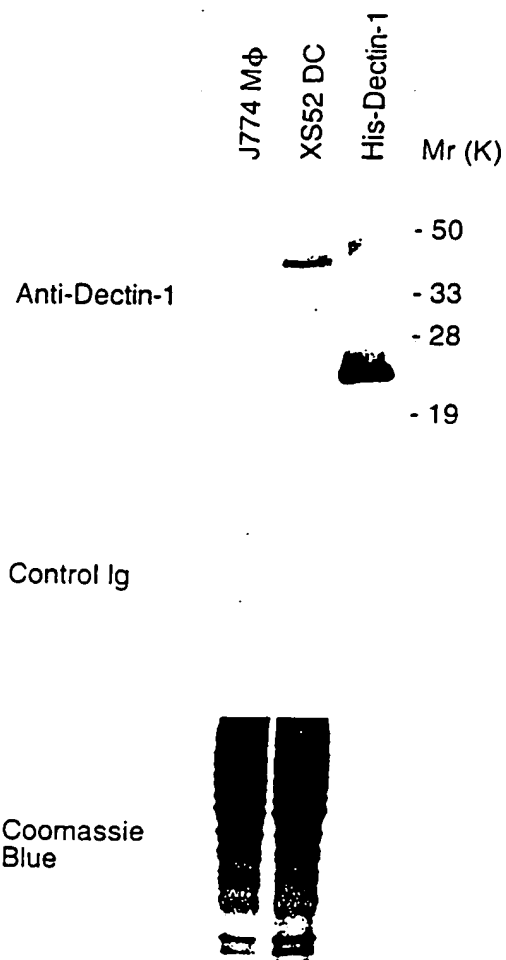 J774 Mϕ
XS52 DC
His-Dectin-1
Mr (K)
- 50
Anti-Dectin-1
- 33
- 28
- 19
Control Ig
Coomassie
Blue